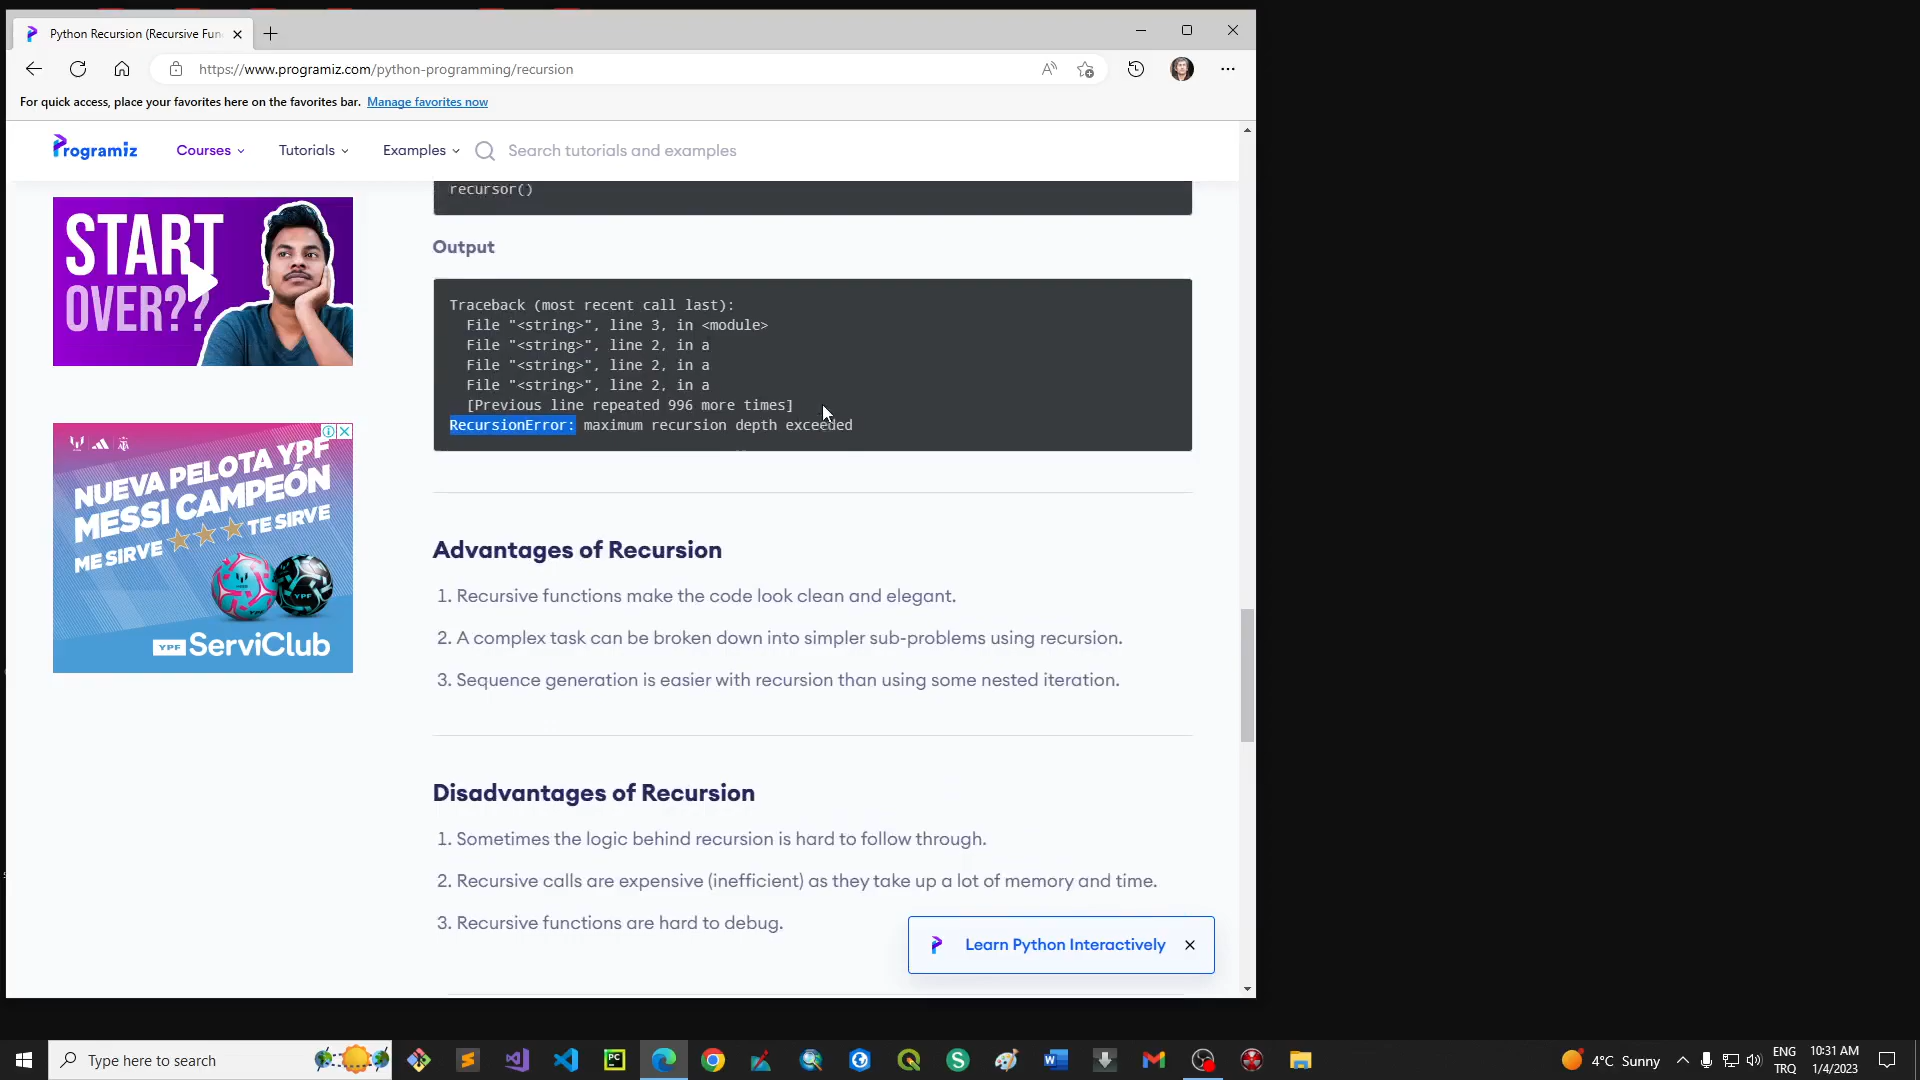 Python Recursion (Recursive Fun
https://www.programiz.com/python-programming/recursion
For quick access, place your favorites here on the favorites bar. Manage favorites now
Programiz
Courses
Tutorials
Examples
Search tutorials and examples
START
OVER??
NUEVA PELOTA YPF
MESSI CAMPEÓN
ME SIRVE TE SIRVE
YPF
YPF ServiClub
recursor()
Output
Traceback (most recent call last):
File "<string>", line 3, in <module>
File "<string>", line 2, in a
File "<string>", line 2, in a
File "<string>", line 2, in a
[Previous line repeated 996 more times]
RecursionError: maximum recursion depth exceeded
Advantages of Recursion
1. Recursive functions make the code look clean and elegant.
2. A complex task can be broken down into simpler sub-problems using recursion.
3. Sequence generation is easier with recursion than using some nested iteration.
Disadvantages of Recursion
1. Sometimes the logic behind recursion is hard to follow through.
2. Recursive calls are expensive (inefficient) as they take up a lot of memory and time.
3. Recursive functions are hard to debug.
Learn Python Interactively
Type here to search
4°C Sunny
ENG
TRQ
10:31 AM
1/4/2023